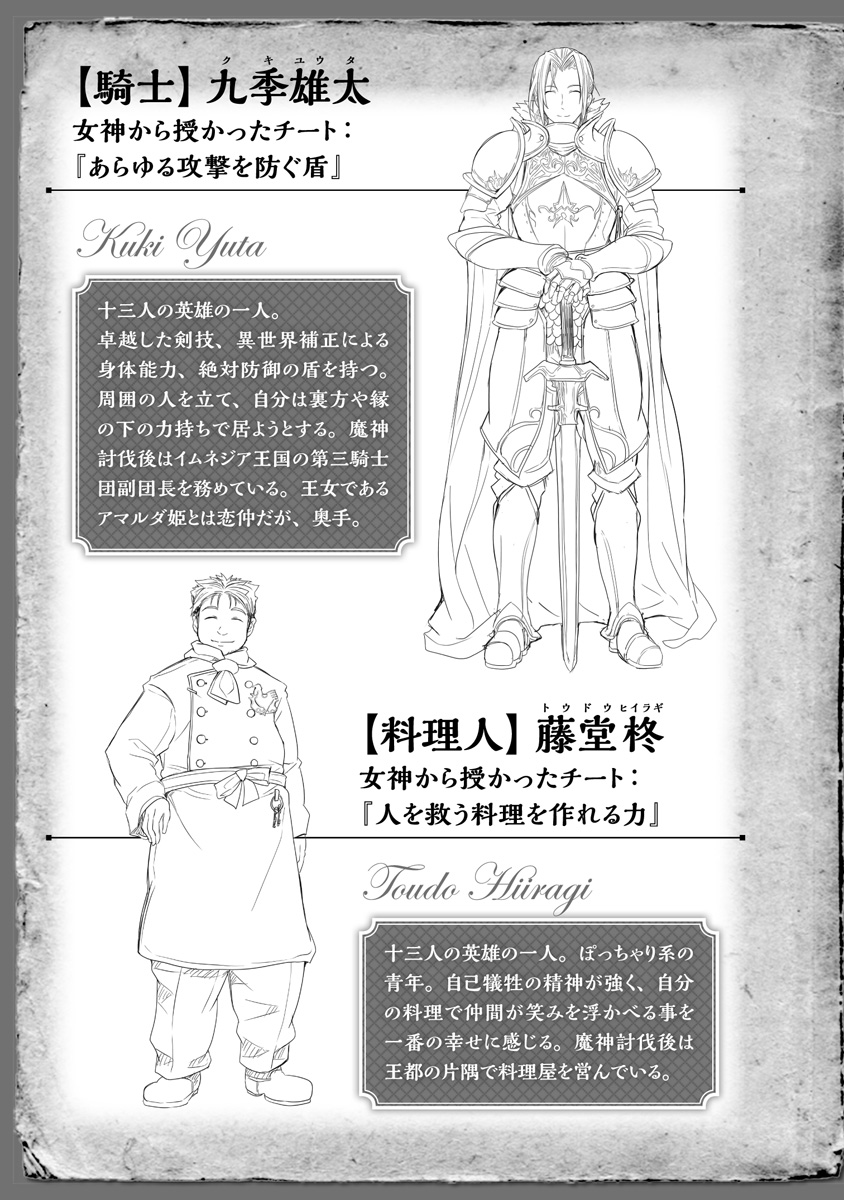 クキユウタ
【騎士】九季雄太
女神から授かったチート：
『あらゆる攻撃を防ぐ盾』
Kuki Yuta
十三人の英雄の一人。
卓越した剣技、異世界補正による
身体能力、絶対防御の盾を持つ。
周囲の人を立て、自分は裏方や縁
の下の力持ちで居ようとする。魔神
討伐後はイムネジア王国の第三騎士
団副団長を務めている。王女である
アマルダ姫とは恋仲だが、奥手。
トウドウヒイラギ
【料理人】藤堂柊
女神から授かったチート：
『人を救う料理を作れる力』
Toudo Hiiragi
十三人の英雄の一人。ぽっちゃり系の
青年。自己犠牲の精神が強く、自分
の料理で仲間が笑みを浮かべる事を
一番の幸せに感じる。魔神討伐後は
王都の片隅で料理屋を営んでいる。